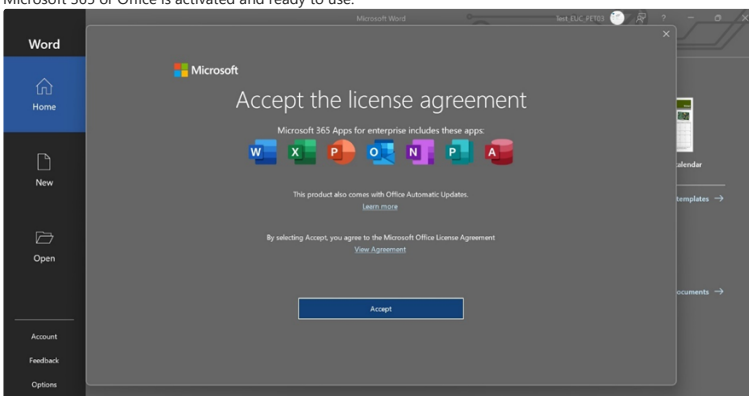 Microsoft 365 or Office is activated and ready to use.
Microsoft Word
Test_EUC_PET03
?
Word
Microsoft
Accept the license agreement
Home
Microsoft 365 Apps for enterprise includes these apps:
W X P O N P A
alendar
New
This product also comes with Office Automatic Updates.
Learn more
templates →
By selecting Accept, you agree to the Microsoft Office License Agreement
View Agreement
Open
ocuments →
Accept
Account
Feedback
Options